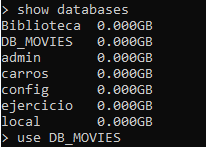 > show databases
Biblioteca  0.000GB
DB_MOVIES   0.000GB
admin       0.000GB
carros      0.000GB
config      0.000GB
ejercicio   0.000GB
local       0.000GB
> use DB_MOVIES